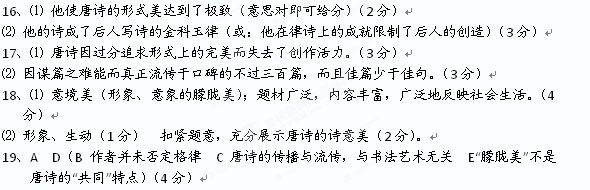 16、⑴ 他使唐诗的形式美达到了极致（意思对即可给分）（2分）
⑵ 他的诗成了后人写诗的金科玉律（或：他在律诗上的成就限制了后人的创造）（3分）
17、⑴ 唐诗因过分追求形式上的完美而失去了创作活力。（3分）
⑵ 因谋篇之难能而真正流传于口碑的不过三百篇，而且佳篇少于佳句。（3分）
18、⑴ 意境美（形象、意象的朦胧美）；题材广泛，内容丰富，广泛地反映社会生活。（4
分）
⑵ 形象、生动（1分） 扣紧题意，充分展示唐诗的诗意美（2分）。
19、A D（B 作者并未否定格律 C 唐诗的传播与流传，与书法艺术无关 E“朦胧美”不是
唐诗的“共同”特点）（4分）